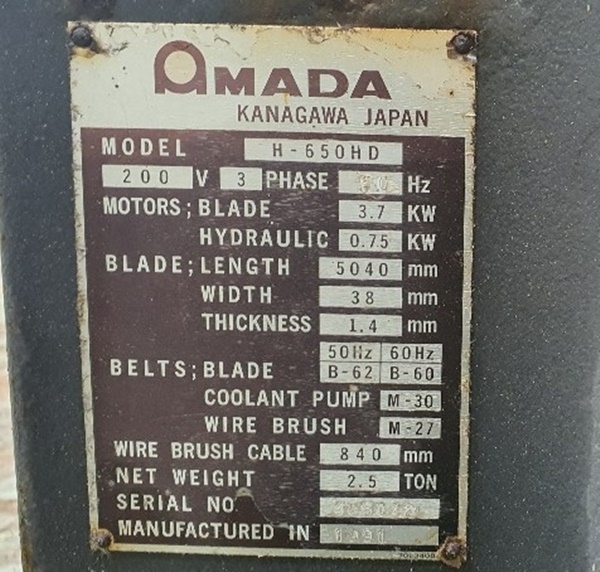 AMADA
KANAGAWA JAPAN
MODEL H-650HD
200 V 3 PHASE Hz
MOTORS; BLADE 3.7 KW
HYDRAULIC 0.75 KW
BLADE; LENGTH 5040 mm
WIDTH 38 mm
THICKNESS 1.4 mm
50Hz 60Hz
BELTS; BLADE B-62 B-60
COOLANT PUMP M-30
WIRE BRUSH M-27
WIRE BRUSH CABLE 840 mm
NET WEIGHT 2.5 TON
SERIAL NO
MANUFACTURED IN 1991